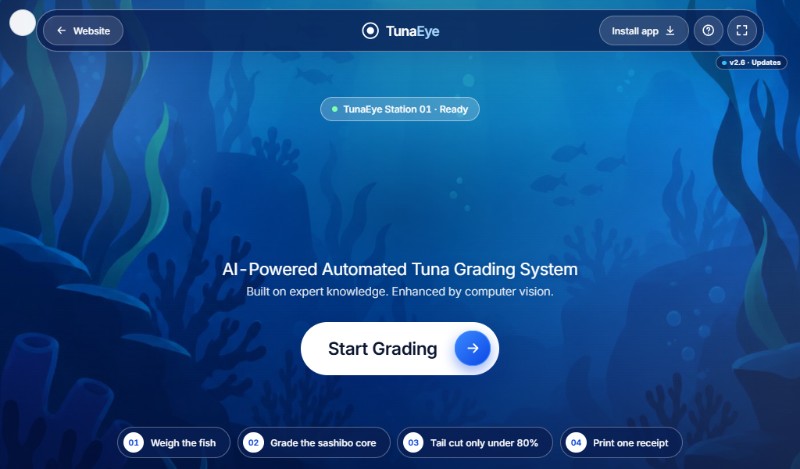 Website
TunaEye
Install app
v2.6 · Updates
TunaEye Station 01 · Ready
AI-Powered Automated Tuna Grading System
Built on expert knowledge. Enhanced by computer vision.
Start Grading
01 Weigh the fish
02 Grade the sashibo core
03 Tail cut only under 80%
04 Print one receipt